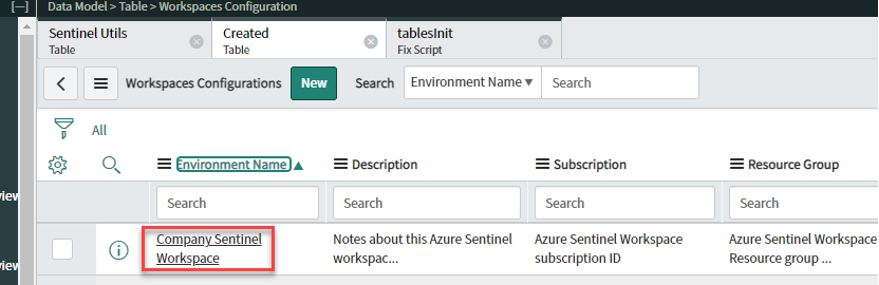 [—]
Data Model > Table > Workspaces Configuration
Sentinel Utils
Table
Created
Table
tablesInit
Fix Script
Workspaces Configurations New Search Environment Name Search
All
Environment Name Description Subscription Resource Group
Search Search Search Search
view
Company Sentinel Notes about this Azure Sentinel Azure Sentinel Workspace Azure Sentinel Workspace
Workspace workspac... subscription ID Resource group ...
view